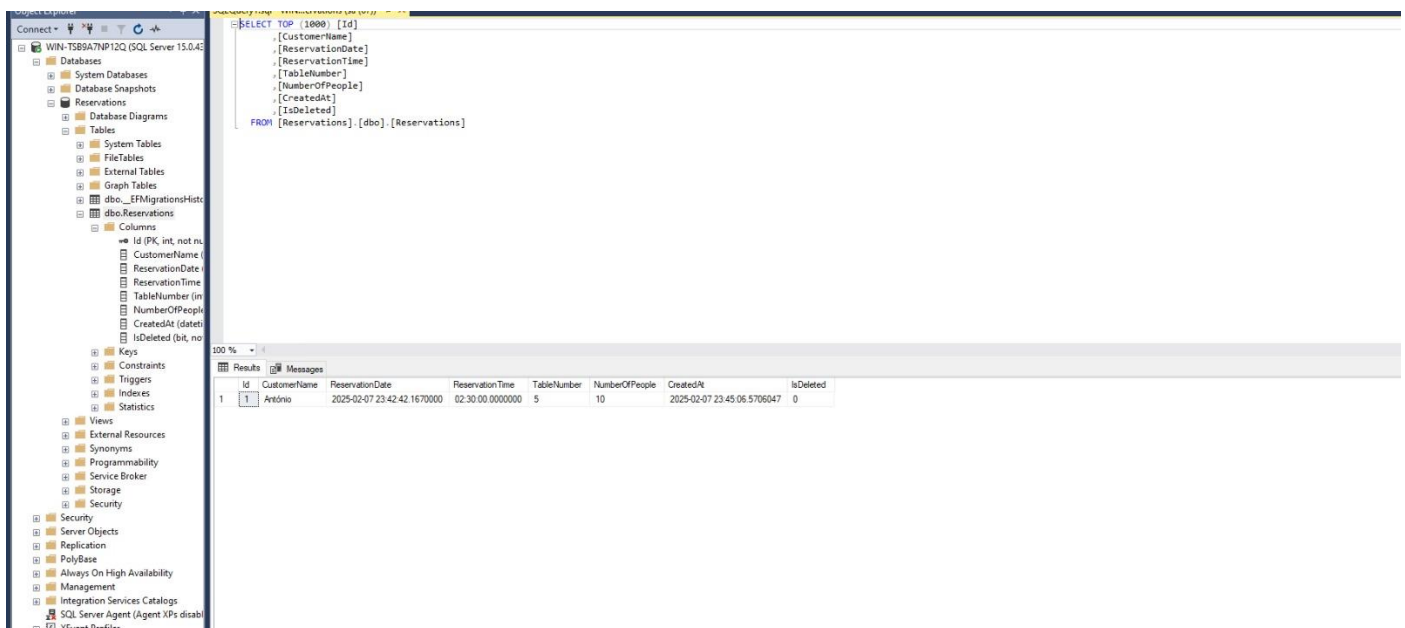 Connect
WIN-TSB9A7NP12Q (SQL Server 15.0.43
Databases
System Databases
Database Snapshots
Reservations
Database Diagrams
Tables
System Tables
FileTables
External Tables
Graph Tables
dbo.__EFMigrationsHisto
dbo.Reservations
Columns
Id (PK, int, not nu
CustomerName (
ReservationDate
ReservationTime
TableNumber (in
NumberOfPeople
CreatedAt (dateti
IsDeleted (bit, no
Keys
Constraints
Triggers
Indexes
Statistics
Views
External Resources
Synonyms
Programmability
Service Broker
Storage
Security
Security
Server Objects
Replication
PolyBase
Always On High Availability
Management
Integration Services Catalogs
SQL Server Agent (Agent XPs disabl
SELECT TOP (1000) [Id]
,[CustomerName]
,[ReservationDate]
,[ReservationTime]
,[TableNumber]
,[NumberOfPeople]
,[CreatedAt]
,[IsDeleted]
FROM [Reservations].[dbo].[Reservations]
100 %
Results Messages
Id CustomerName ReservationDate ReservationTime TableNumber NumberOfPeople CreatedAt IsDeleted
1 1 António 2025-02-07 23:42:42.1670000 02:30:00.0000000 5 10 2025-02-07 23:45:06.5706047 0